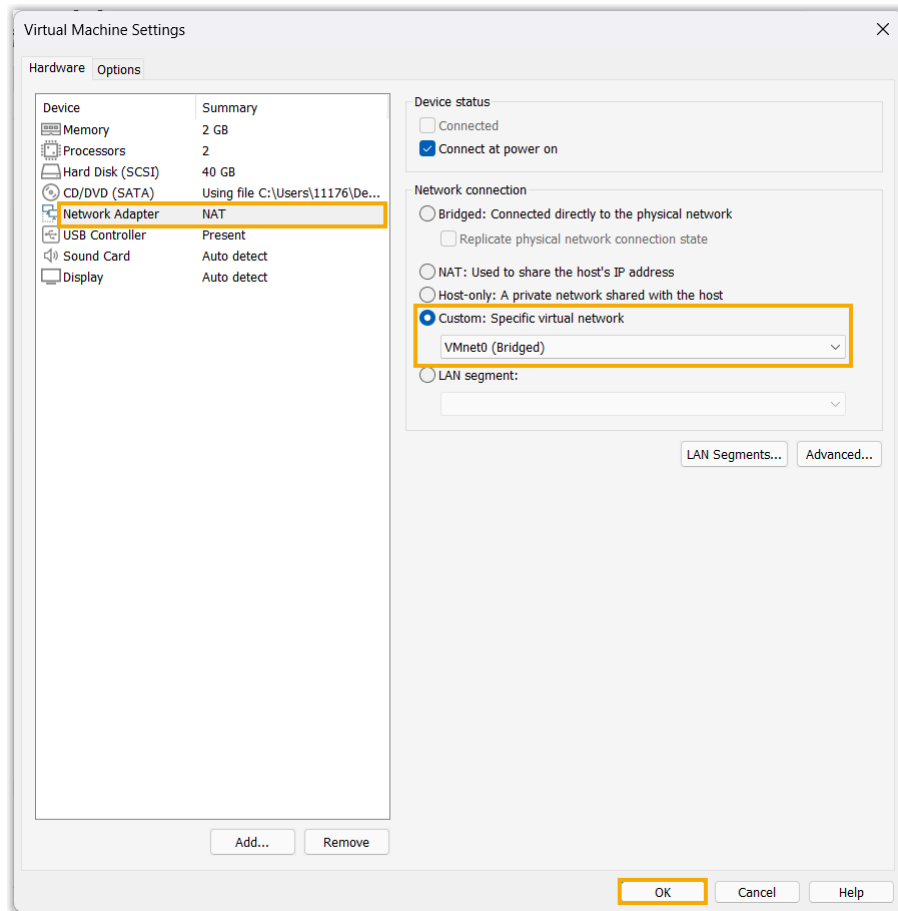 Virtual Machine Settings
Hardware Options
Device Summary
Memory 2 GB
Processors 2
Hard Disk (SCSI) 40 GB
CD/DVD (SATA) Using file C:\Users\11176\De...
Network Adapter NAT
USB Controller Present
Sound Card Auto detect
Display Auto detect
Add... Remove
Device status
Connected
Connect at power on
Network connection
Bridged: Connected directly to the physical network
Replicate physical network connection state
NAT: Used to share the host's IP address
Host-only: A private network shared with the host
Custom: Specific virtual network
VMnet0 (Bridged)
LAN segment:
LAN Segments... Advanced...
OK Cancel Help